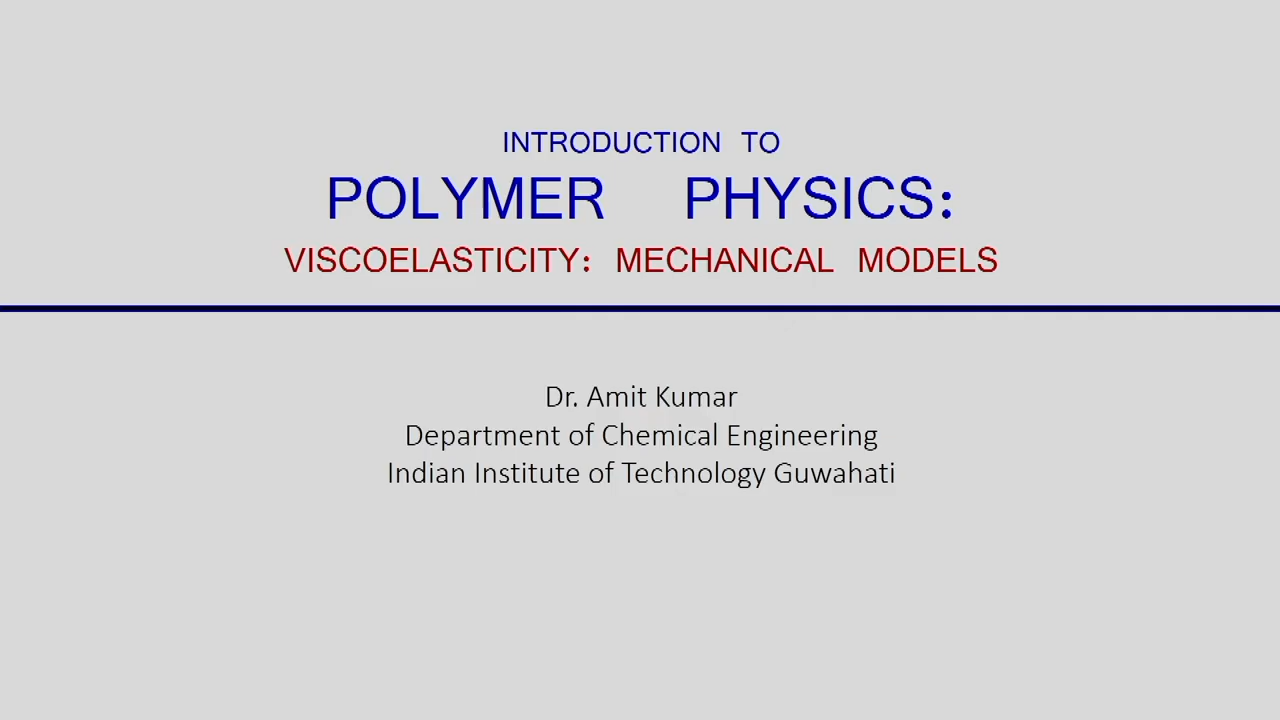 INTRODUCTION TO
POLYMER PHYSICS:
VISCOELASTICITY: MECHANICAL MODELS
Dr. Amit Kumar
Department of Chemical Engineering
Indian Institute of Technology Guwahati